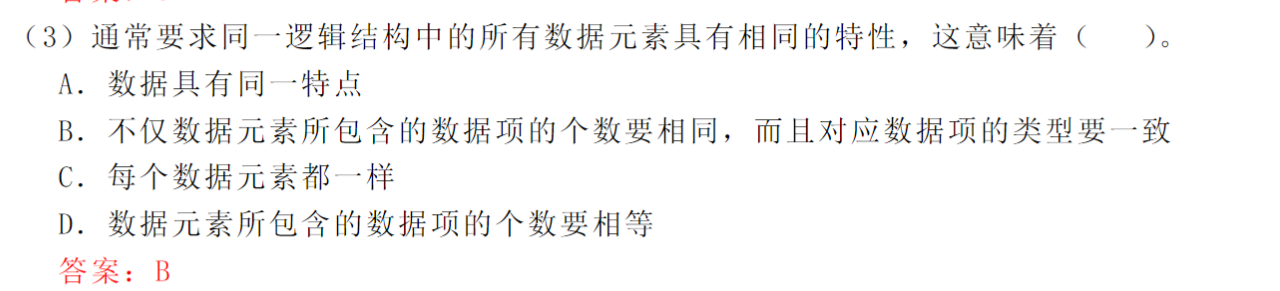 （3）通常要求同一逻辑结构中的所有数据元素具有相同的特性，这意味着（　　）。
A．数据具有同一特点
B．不仅数据元素所包含的数据项的个数要相同，而且对应数据项的类型要一致
C．每个数据元素都一样
D．数据元素所包含的数据项的个数要相等
答案：B